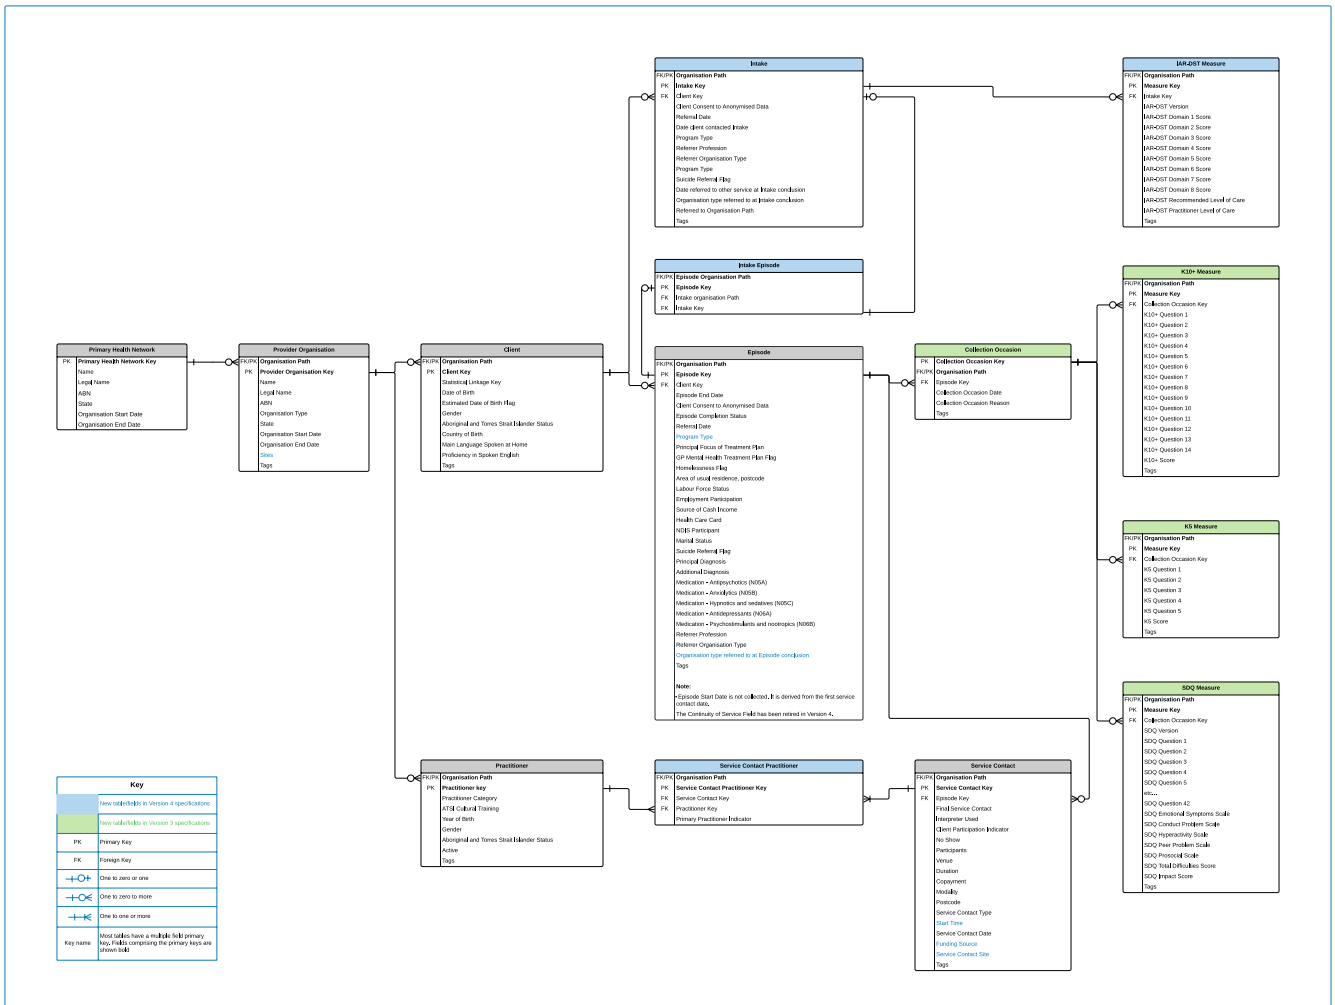 Intake
FK/PK Organisation Path
PK Intake Key
FK Client Key
Client Consent to Anonymised Data
Referral Date
Date client contacted Intake
Program Type
Referrer Profession
Referrer Organisation Type
Program Type
Suicide Referral Flag
Date referred to other service at Intake conclusion
Organisation type referred to at Intake conclusion
Referred to Organisation Path
Tags
IAR-DST Measure
FK/PK Organisation Path
PK Measure Key
FK Intake Key
IAR-DST Version
IAR-DST Domain 1 Score
IAR-DST Domain 2 Score
IAR-DST Domain 3 Score
IAR-DST Domain 4 Score
IAR-DST Domain 5 Score
IAR-DST Domain 6 Score
IAR-DST Domain 7 Score
IAR-DST Domain 8 Score
IAR-DST Recommended Level of Care
IAR-DST Practitioner Level of Care
Tags
Intake Episode
FK/PK Episode Organisation Path
PK Episode Key
FK Intake organisation Path
FK Intake Key
K10+ Measure
FK/PK Organisation Path
PK Measure Key
FK Collection Occasion Key
K10+ Question 1
K10+ Question 2
K10+ Question 3
K10+ Question 4
K10+ Question 5
K10+ Question 6
K10+ Question 7
K10+ Question 8
K10+ Question 9
K10+ Question 10
K10+ Question 11
K10+ Question 12
K10+ Question 13
K10+ Question 14
K10+ Score
Tags
Primary Health Network
PK Primary Health Network Key
Name
Legal Name
ABN
State
Organisation Start Date
Organisation End Date
Provider Organisation
FK/PK Organisation Path
PK Provider Organisation Key
Name
Legal Name
ABN
Organisation Type
State
Organisation Start Date
Organisation End Date
Sites
Tags
Client
FK/PK Organisation Path
PK Client Key
Statistical Linkage Key
Date of Birth
Estimated Date of Birth Flag
Gender
Aboriginal and Torres Strait Islander Status
Country of Birth
Main Language Spoken at Home
Proficiency in Spoken English
Tags
Episode
FK/PK Organisation Path
PK Episode Key
FK Client Key
Episode End Date
Client Consent to Anonymised Data
Episode Completion Status
Referral Date
Program Type
Principal Focus of Treatment Plan
GP Mental Health Treatment Plan Flag
Homelessness Flag
Area of usual residence, postcode
Labour Force Status
Employment Participation
Source of Cash Income
Health Care Card
NDIS Participant
Marital Status
Suicide Referral Flag
Principal Diagnosis
Additional Diagnosis
Medication - Antipsychotics (N05A)
Medication - Anxiolytics (N05B)
Medication - Hypnotics and sedatives (N05C)
Medication - Antidepressants (N06A)
Medication - Psychostimulants and nootropics (N06B)
Referrer Profession
Referrer Organisation Type
Organisation type referred to at Episode conclusion
Tags
Note:
- Episode Start Date is not collected. It is derived from the first service
contact date.
The Continuity of Service Field has been retired in Version 4.
Collection Occasion
PK Collection Occasion Key
FK/PK Organisation Path
FK Episode Key
Collection Occasion Date
Collection Occasion Reason
Tags
K5 Measure
FK/PK Organisation Path
PK Measure Key
FK Collection Occasion Key
K5 Question 1
K5 Question 2
K5 Question 3
K5 Question 4
K5 Question 5
K5 Score
Tags
SDQ Measure
FK/PK Organisation Path
PK Measure Key
FK Collection Occasion Key
SDQ Version
SDQ Question 1
SDQ Question 2
SDQ Question 3
SDQ Question 4
SDQ Question 5
etc...
SDQ Question 42
SDQ Emotional Symptoms Scale
SDQ Conduct Problem Scale
SDQ Hyperactivity Scale
SDQ Peer Problem Scale
SDQ Prosocial Scale
SDQ Total Difficulties Score
SDQ Impact Score
Tags
Practitioner
FK/PK Organisation Path
PK Practitioner key
Practitioner Category
ATSI Cultural Training
Year of Birth
Gender
Aboriginal and Torres Strait Islander Status
Active
Tags
Service Contact Practitioner
FK/PK Organisation Path
PK Service Contact Practitioner Key
FK Service Contact Key
FK Practitioner Key
Primary Practitioner Indicator
Service Contact
FK/PK Organisation Path
PK Service Contact Key
FK Episode Key
Final Service Contact
Interpreter Used
Client Participation Indicator
No Show
Participants
Venue
Duration
Copayment
Modality
Postcode
Service Contact Type
Start Time
Service Contact Date
Funding Source
Service Contact Site
Tags
Key
New table/fields in Version 4 specifications
New table/fields in Version 3 specifications
PK Primary Key
FK Foreign Key
One to zero or one
One to zero to more
One to one or more
Key name
Most tables have a multiple field primary
key. Fields comprising the primary keys are
shown bold